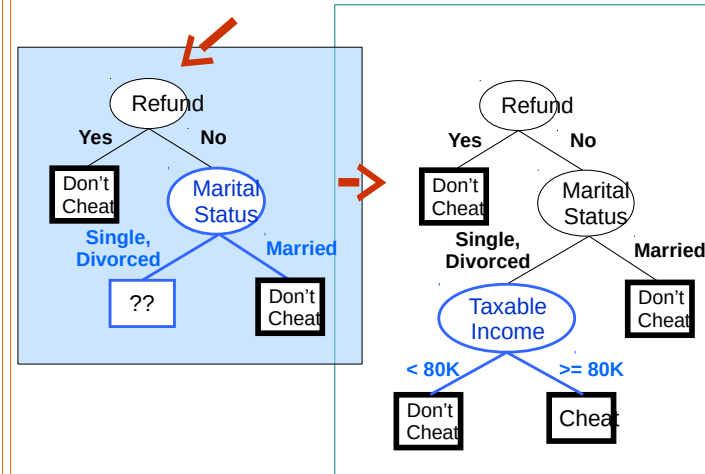 Refund
Yes No
Don't
Cheat
Marital
Status
Single,
Divorced
Married
??
Don't
Cheat
Refund
Yes No
Don't
Cheat
Marital
Status
Single,
Divorced
Married
Taxable
Income
Don't
Cheat
< 80K >= 80K
Don't
Cheat
Cheat